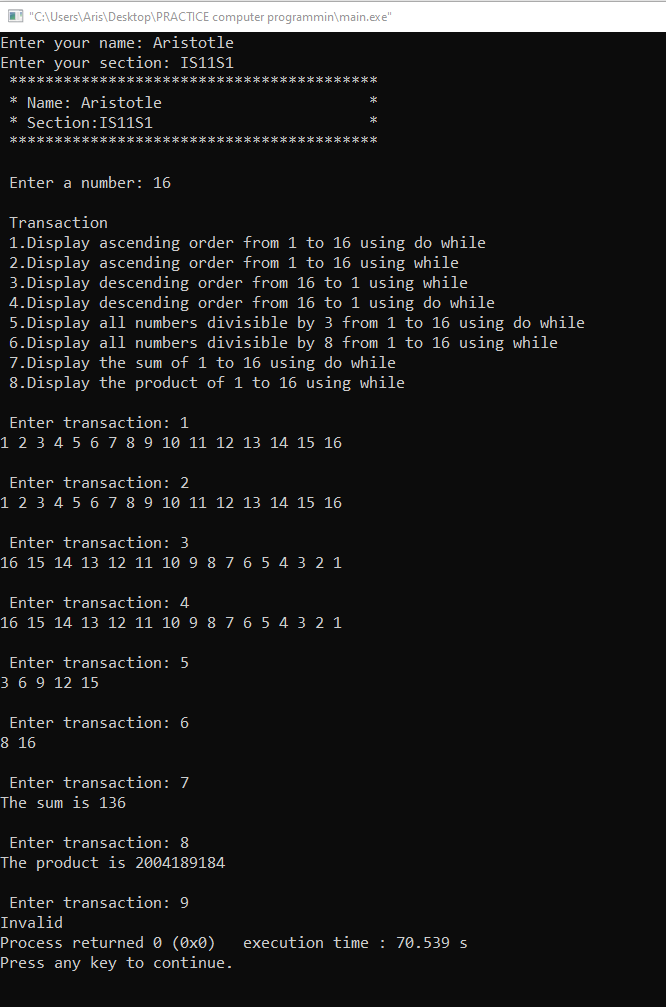 "C:\Users\Aris\Desktop\PRACTICE computer programmin\main.exe"
Enter your name: Aristotle
Enter your section: IS11S1
*****************************************
* Name: Aristotle                       *
* Section:IS11S1                        *
*****************************************
Enter a number: 16
Transaction
1.Display ascending order from 1 to 16 using do while
2.Display ascending order from 1 to 16 using while
3.Display descending order from 16 to 1 using while
4.Display descending order from 16 to 1 using do while
5.Display all numbers divisible by 3 from 1 to 16 using do while
6.Display all numbers divisible by 8 from 1 to 16 using while
7.Display the sum of 1 to 16 using do while
8.Display the product of 1 to 16 using while
Enter transaction: 1
1 2 3 4 5 6 7 8 9 10 11 12 13 14 15 16
Enter transaction: 2
1 2 3 4 5 6 7 8 9 10 11 12 13 14 15 16
Enter transaction: 3
16 15 14 13 12 11 10 9 8 7 6 5 4 3 2 1
Enter transaction: 4
16 15 14 13 12 11 10 9 8 7 6 5 4 3 2 1
Enter transaction: 5
3 6 9 12 15
Enter transaction: 6
8 16
Enter transaction: 7
The sum is 136
Enter transaction: 8
The product is 2004189184
Enter transaction: 9
Invalid
Process returned 0 (0x0)   execution time : 70.539 s
Press any key to continue.